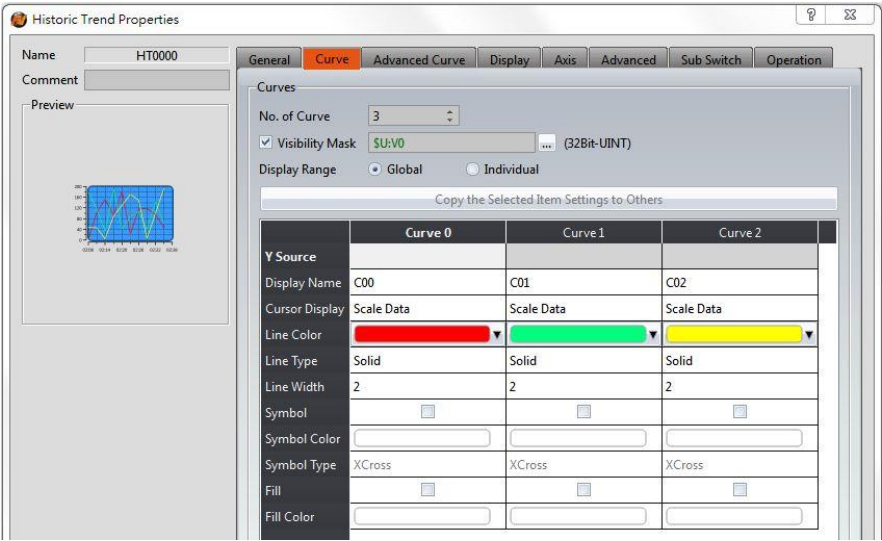 Historic Trend Properties
Name HT0000
Comment
Preview
General Curve Advanced Curve Display Axis Advanced Sub Switch Operation
Curves
No. of Curve 3
Visibility Mask $U:V0 ... (32Bit-UINT)
Display Range Global Individual
Copy the Selected Item Settings to Others
Curve 0 Curve 1 Curve 2
Y Source
Display Name C00 C01 C02
Cursor Display Scale Data Scale Data Scale Data
Line Color
Line Type Solid Solid Solid
Line Width 2 2 2
Symbol
Symbol Color
Symbol Type XCross XCross XCross
Fill
Fill Color